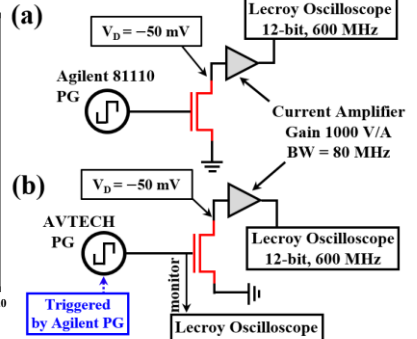 (a)
V_D = −50 mV
Lecroy Oscilloscope
12-bit, 600 MHz
Agilent 81110
PG
Current Amplifier
Gain 1000 V/A
BW = 80 MHz
(b)
V_D = −50 mV
AVTECH
PG
monitor
Lecroy Oscilloscope
12-bit, 600 MHz
0
Triggered
by Agilent PG
Lecroy Oscilloscope